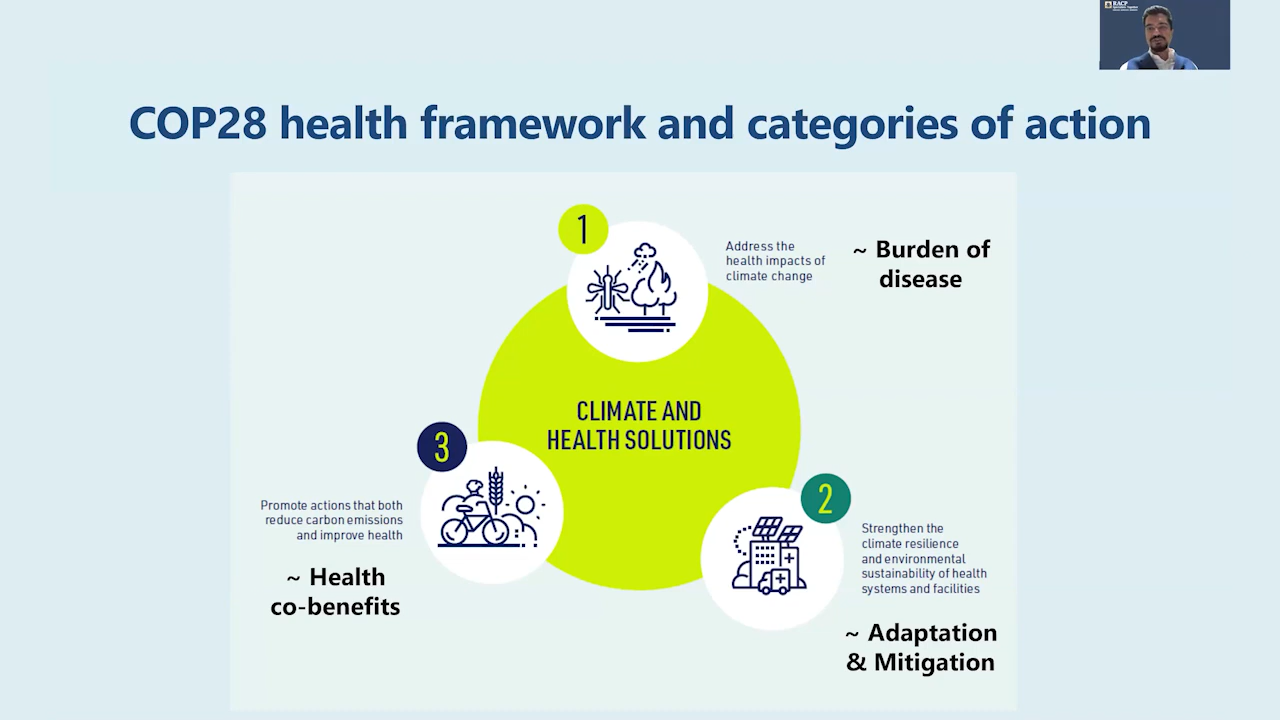 RACP
COP28 health framework and categories of action
1
Address the
health impacts of
climate change
~ Burden of
disease
CLIMATE AND
HEALTH SOLUTIONS
3
Promote actions that both
reduce carbon emissions
and improve health
~ Health
co-benefits
2
Strengthen the
climate resilience
and environmental
sustainability of health
systems and facilities
~ Adaptation
& Mitigation